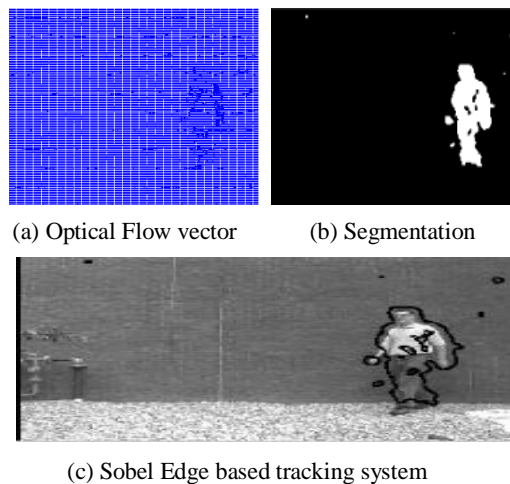 (a) Optical Flow vector
(b) Segmentation
(c) Sobel Edge based tracking system